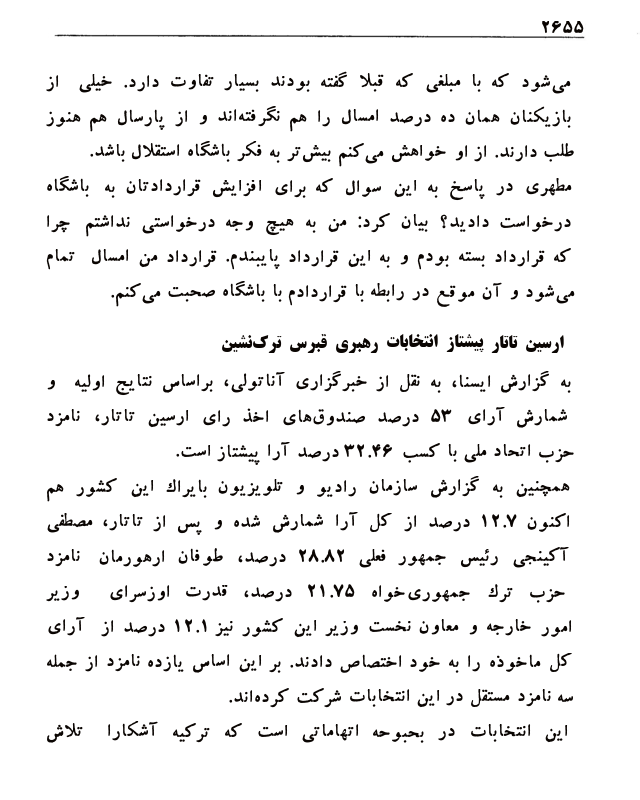 ۲۶۵۵
می‌شود که با مبلغی که قبلا گفته بودند بسیار تفاوت دارد. خیلی از
بازیکنان همان ده درصد امسال را هم نگرفته‌اند و از پارسال هم هنوز
طلب دارند. از او خواهش می‌کنم بیش‌تر به فکر باشگاه استقلال باشد.
مطهری در پاسخ به این سوال که برای افزایش قراردادتان به باشگاه
درخواست دادید؟ بیان کرد: من به هیچ وجه درخواستی نداشتم چرا
که قرارداد بسته بودم و به این قرارداد پایبندم. قرارداد من امسال تمام
می‌شود و آن موقع در رابطه با قراردادم با باشگاه صحبت می‌کنم.
ارسین تاتار پیشتاز انتخابات رهبری قبرس ترک‌نشین
به گزارش ایسنا، به نقل از خبرگزاری آناتولی، براساس نتایج اولیه و
شمارش آرای ۵۳ درصد صندوق‌های اخذ رای ارسین تاتار، نامزد
حزب اتحاد ملی با کسب ۳۲.۴۶ درصد آرا پیشتاز است.
همچنین به گزارش سازمان رادیو و تلویزیون بایراك این کشور هم
اکنون ۱۲.۷ درصد از کل آرا شمارش شده و پس از تاتار، مصطفی
آکینجی رئیس جمهور فعلی ۲۸.۸۲ درصد، طوفان ارهورمان نامزد
حزب ترك جمهوری‌خواه ۲۱.۷۵ درصد، قدرت اوزسرای وزیر
امور خارجه و معاون نخست وزیر این کشور نیز ۱۲.۱ درصد از آرای
کل ماخوذه را به خود اختصاص دادند. بر این اساس یازده نامزد از جمله
سه نامزد مستقل در این انتخابات شرکت کرده‌اند.
این انتخابات در بحبوحه اتهاماتی است که ترکیه آشکارا تلاش